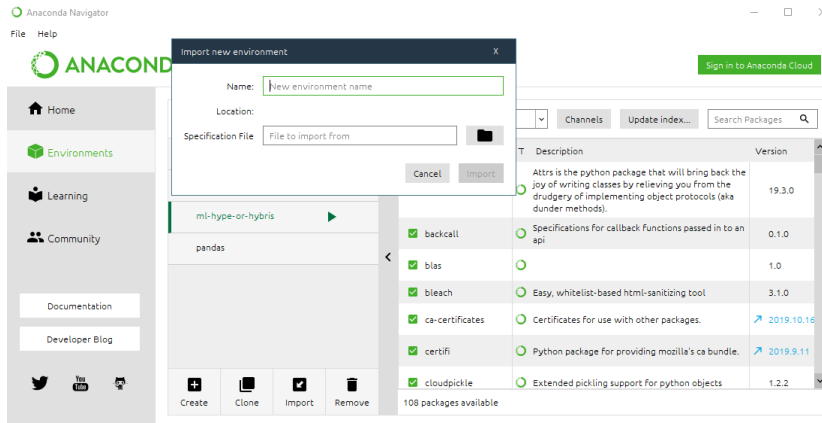 Anaconda Navigator
File Help
ANACOND
Sign in to Anaconda Cloud
Import new environment X
Name: New environment name
Location:
Specification File File to import from
Cancel Import
Home
Environments
Learning
Community
Documentation
Developer Blog
You
Tube
ml-hype-or-hybris
pandas
Create Clone Import Remove
Channels Update index... Search Packages
T Description Version
Attrs is the python package that will bring back the
joy of writing classes by relieving you from the
drudgery of implementing object protocols (aka
dunder methods).
19.3.0
backcall Specifications for callback functions passed in to an
api
0.1.0
blas 1.0
bleach Easy, whitelist-based html-sanitizing tool 3.1.0
ca-certificates Certificates for use with other packages. 2019.10.16
certifi Python package for providing mozilla's ca bundle. 2019.9.11
cloudpickle Extended pickling support for python objects 1.2.2
108 packages available